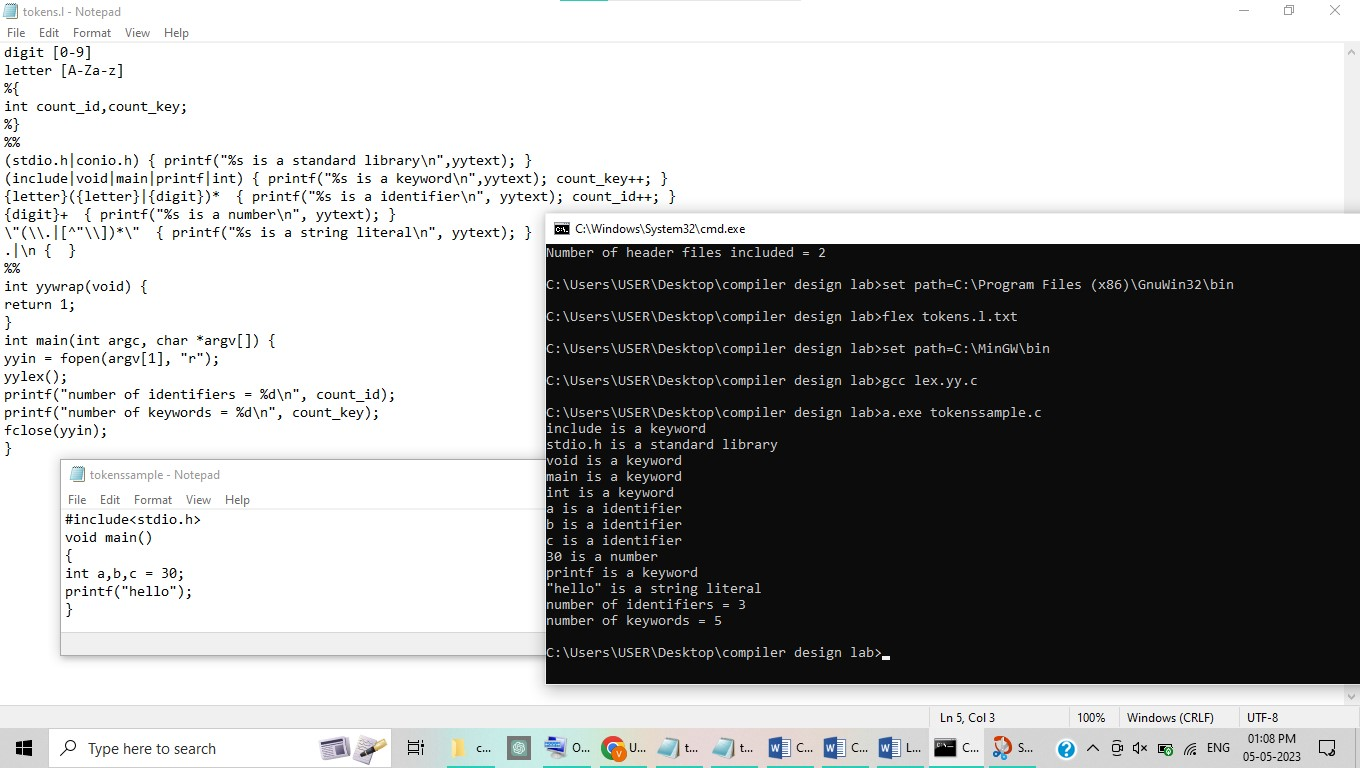 tokens.l - Notepad
File Edit Format View Help
digit [0-9]
letter [A-Za-z]
%{
int count_id,count_key;
%}
%%
(stdio.h|conio.h) { printf("%s is a standard library\n",yytext); }
(include|void|main|printf|int) { printf("%s is a keyword\n",yytext); count_key++; }
{letter}({letter}|{digit})*  { printf("%s is a identifier\n", yytext); count_id++; }
{digit}+  { printf("%s is a number\n", yytext); }
\"(\\.|[^"\\])*\"  { printf("%s is a string literal\n", yytext); }
.|\n {  }
%%
int yywrap(void) {
return 1;
}
int main(int argc, char *argv[]) {
yyin = fopen(argv[1], "r");
yylex();
printf("number of identifiers = %d\n", count_id);
printf("number of keywords = %d\n", count_key);
fclose(yyin);
}
tokenssample - Notepad
File Edit Format View Help
#include<stdio.h>
void main()
{
int a,b,c = 30;
printf("hello");
}
C:\Windows\System32\cmd.exe
Number of header files included = 2
C:\Users\USER\Desktop\compiler design lab>set path=C:\Program Files (x86)\GnuWin32\bin
C:\Users\USER\Desktop\compiler design lab>flex tokens.l.txt
C:\Users\USER\Desktop\compiler design lab>set path=C:\MinGW\bin
C:\Users\USER\Desktop\compiler design lab>gcc lex.yy.c
C:\Users\USER\Desktop\compiler design lab>a.exe tokenssample.c
include is a keyword
stdio.h is a standard library
void is a keyword
main is a keyword
int is a keyword
a is a identifier
b is a identifier
c is a identifier
30 is a number
printf is a keyword
"hello" is a string literal
number of identifiers = 3
number of keywords = 5
C:\Users\USER\Desktop\compiler design lab>
Ln 5, Col 3 100% Windows (CRLF) UTF-8
Type here to search c... O... U... t... t... C... C... L... C... S... ENG 01:08 PM
05-05-2023